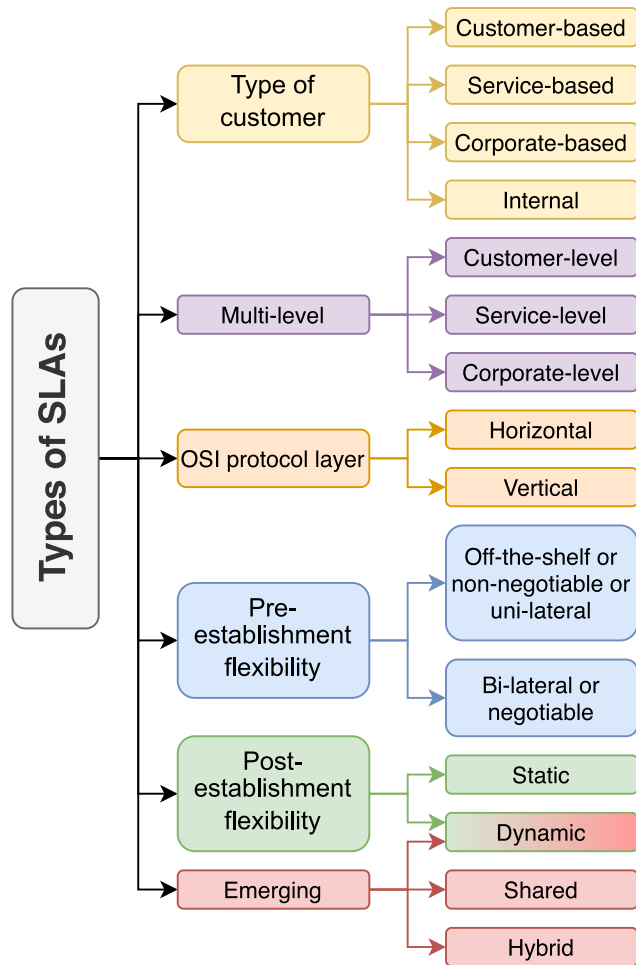 Types of SLAs
Type of
customer
Customer-based
Service-based
Corporate-based
Internal
Multi-level
Customer-level
Service-level
Corporate-level
OSI protocol layer
Horizontal
Vertical
Pre-
establishment
flexibility
Off-the-shelf or
non-negotiable or
uni-lateral
Bi-lateral or
negotiable
Post-
establishment
flexibility
Static
Dynamic
Emerging
Shared
Hybrid